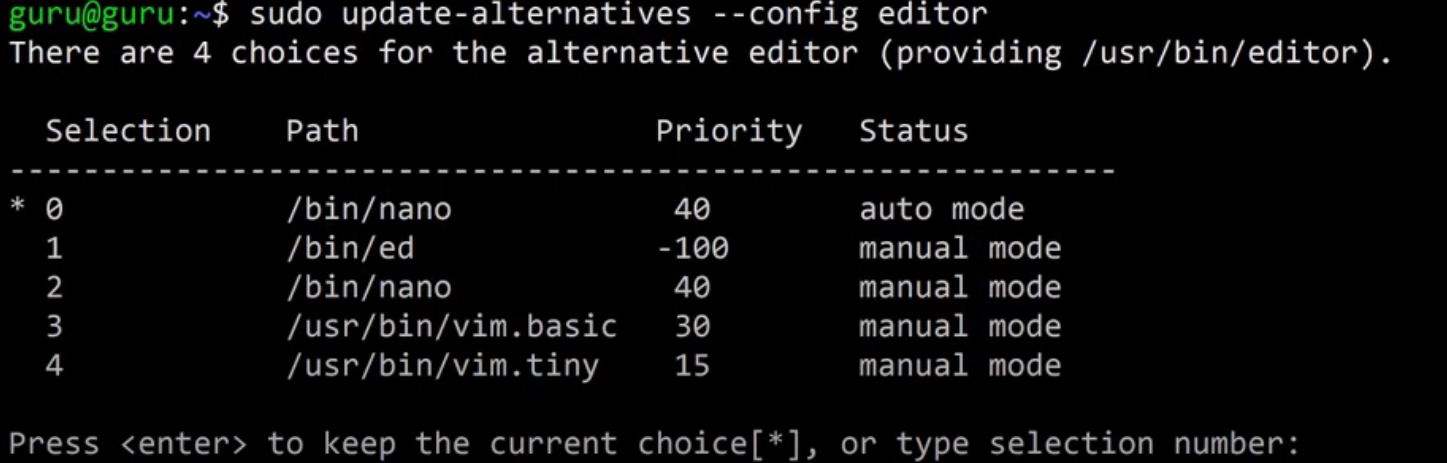 guru@guru:~$ sudo update-alternatives --config editor
There are 4 choices for the alternative editor (providing /usr/bin/editor).
Selection Path Priority Status
------------------------------------------------------------
* 0 /bin/nano 40 auto mode
1 /bin/ed -100 manual mode
2 /bin/nano 40 manual mode
3 /usr/bin/vim.basic 30 manual mode
4 /usr/bin/vim.tiny 15 manual mode
Press <enter> to keep the current choice[*], or type selection number: